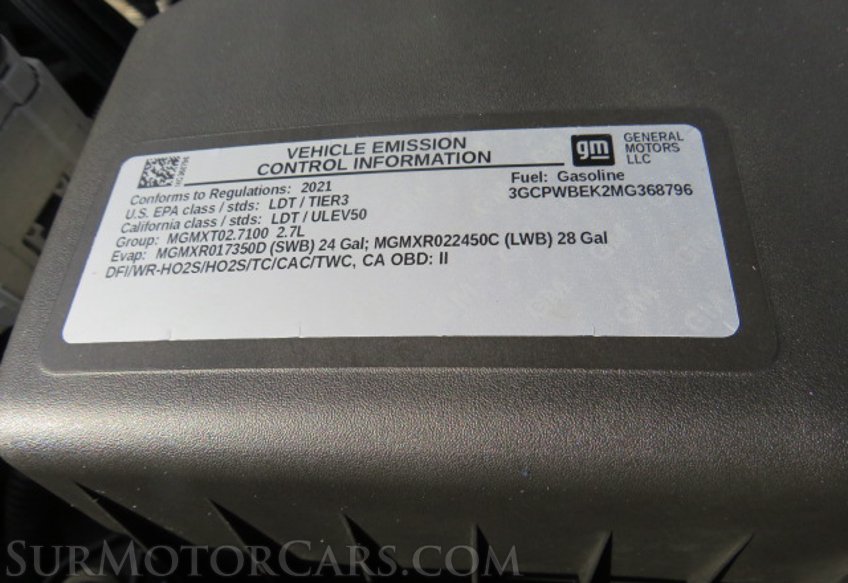 VEHICLE EMISSION
CONTROL INFORMATION
gm
GENERAL
MOTORS
LLC
Conforms to Regulations: 2021
Fuel: Gasoline
U.S. EPA class / stds: LDT / TIER3
3GCPWBEK2MG368796
California class / stds: LDT / ULEV50
Group: MGMXT02.7100 2.7L
Evap: MGMXR017350D (SWB) 24 Gal; MGMXR022450C (LWB) 28 Gal
DFI/WR-HO2S/HO2S/TC/CAC/TWC, CA OBD: II
SurMotorCars.com